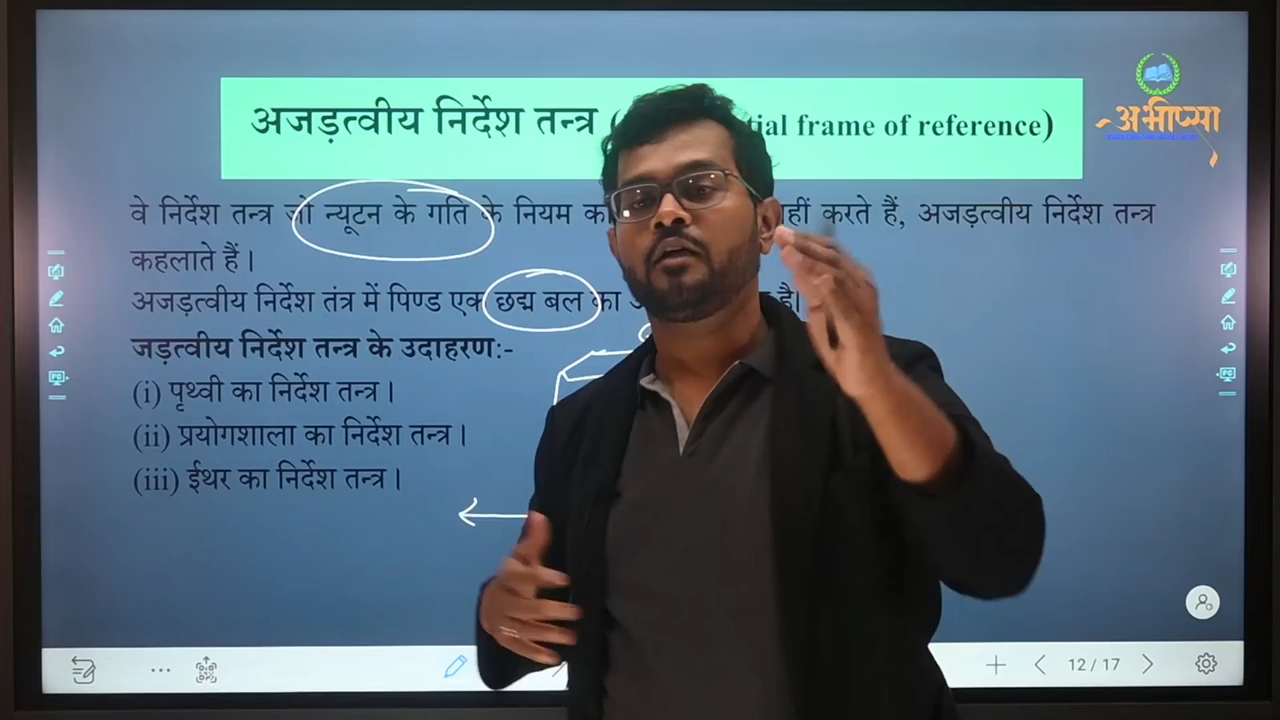 अभीप्सा
अजड़त्वीय निर्देश तन्त्र ( tial frame of reference)
वे निर्देश तन्त्र जो न्यूटन के गति के नियम का हीं करते हैं, अजड़त्वीय निर्देश तन्त्र
कहलाते हैं।
अजड़त्वीय निर्देश तंत्र में पिण्ड एक छद्म बल का है।
जड़त्वीय निर्देश तन्त्र के उदाहरण:-
(i) पृथ्वी का निर्देश तन्त्र।
(ii) प्रयोगशाला का निर्देश तन्त्र।
(iii) ईथर का निर्देश तन्त्र।
12/17